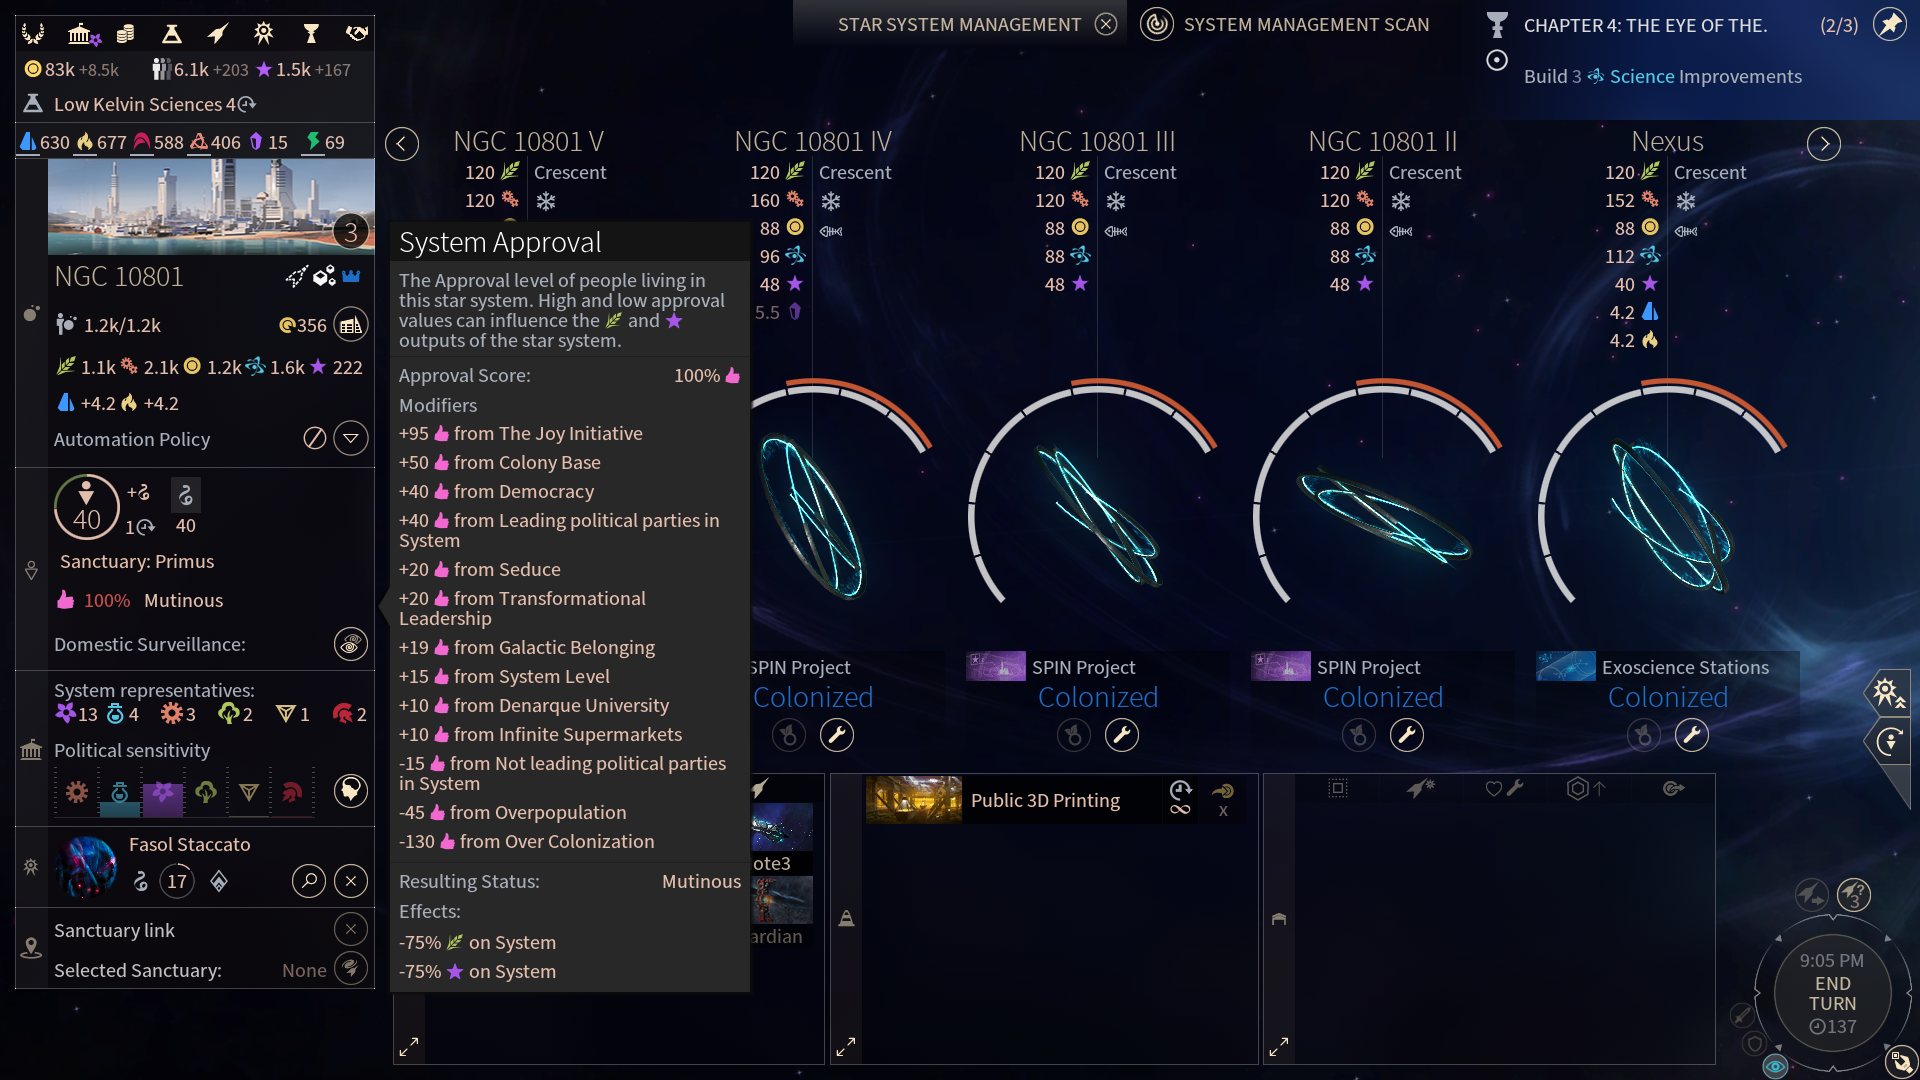 STAR SYSTEM MANAGEMENT
SYSTEM MANAGEMENT SCAN
CHAPTER 4: THE EYE OF THE.
(2/3)
Build 3 Science Improvements
83k +8.5k 6.1k +203 1.5k +167
Low Kelvin Sciences 4
630 677 588 406 15 69
3
NGC 10801
1.2k/1.2k 356
1.1k 2.1k 1.2k 1.6k 222
+4.2 +4.2
Automation Policy
40
+
1
40
Sanctuary: Primus
100% Mutinous
Domestic Surveillance:
System representatives:
13 4 3 2 1 2
Political sensitivity
Fasol Staccato
17
Sanctuary link
Selected Sanctuary: None
NGC 10801 V
120 Crescent
120
System Approval
The Approval level of people living in
this star system. High and low approval
values can influence the and
outputs of the star system.
Approval Score: 100%
Modifiers
+95 from The Joy Initiative
+50 from Colony Base
+40 from Democracy
+40 from Leading political parties in
System
+20 from Seduce
+20 from Transformational
Leadership
+19 from Galactic Belonging
+15 from System Level
+10 from Denarque University
+10 from Infinite Supermarkets
-15 from Not leading political parties
in System
-45 from Overpopulation
-130 from Over Colonization
Resulting Status: Mutinous
Effects:
-75% on System
-75% on System
NGC 10801 IV
120 Crescent
160
88
96
48
5.5
SPIN Project
Colonized
NGC 10801 III
120 Crescent
120
88
88
48
SPIN Project
Colonized
NGC 10801 II
120 Crescent
120
88
88
48
SPIN Project
Colonized
Nexus
120 Crescent
152
88
112
40
4.2
4.2
Exoscience Stations
Colonized
ote3
ardian
Public 3D Printing
∞
X
3
9:05 PM
END
TURN
137